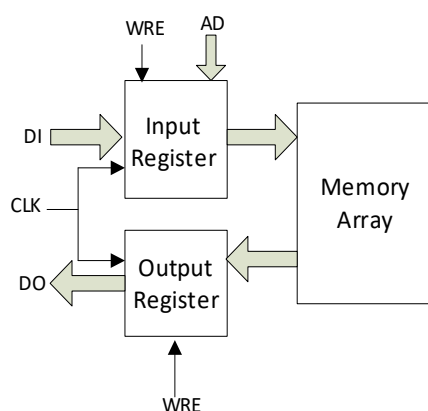 WRE
AD
DI
Input
Register
Memory
Array
CLK
DO
Output
Register
WRE